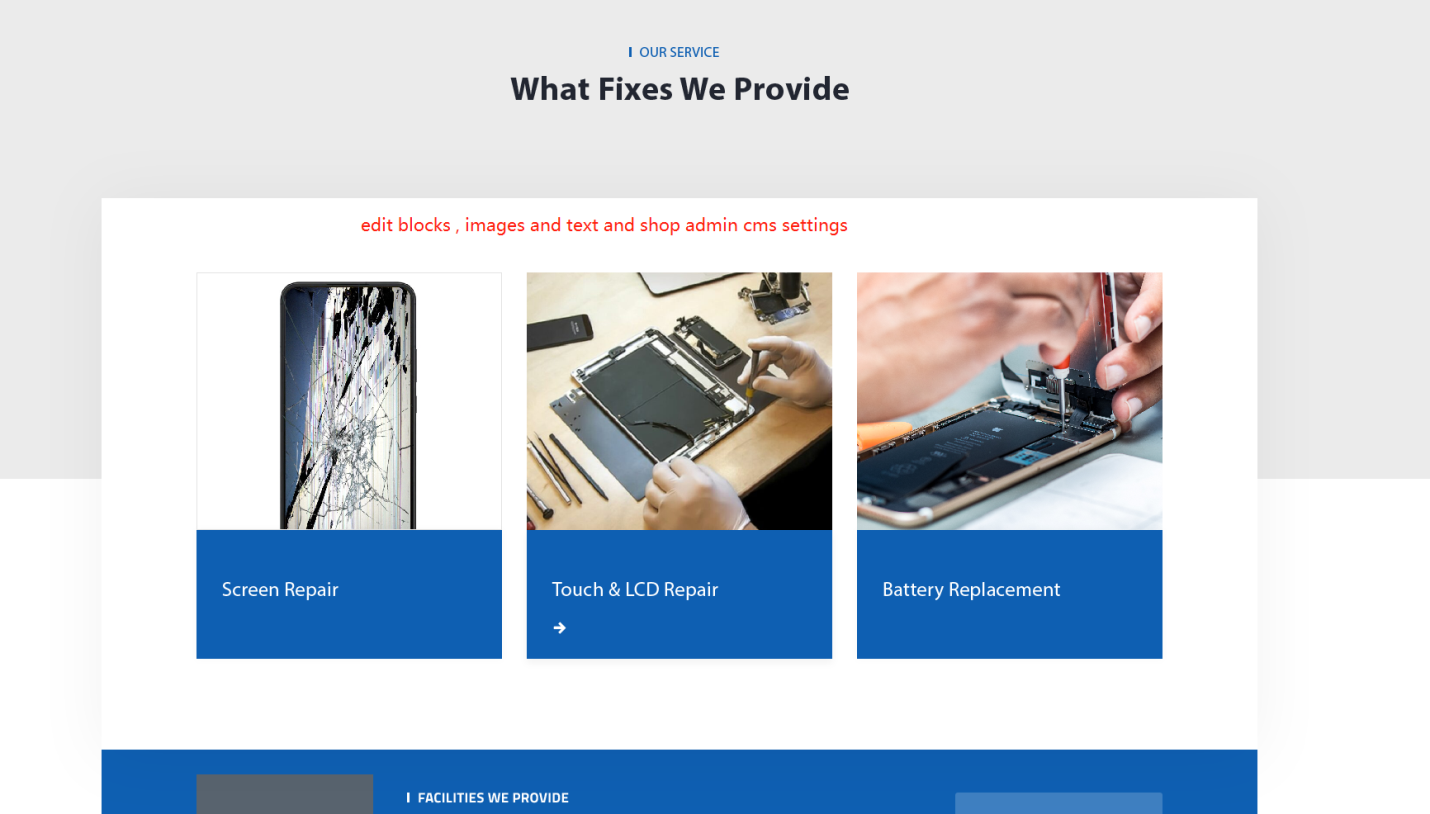 OUR SERVICE
What Fixes We Provide
edit blocks , images and text and shop admin cms settings
Screen Repair
Touch & LCD Repair
Battery Replacement
FACILITIES WE PROVIDE